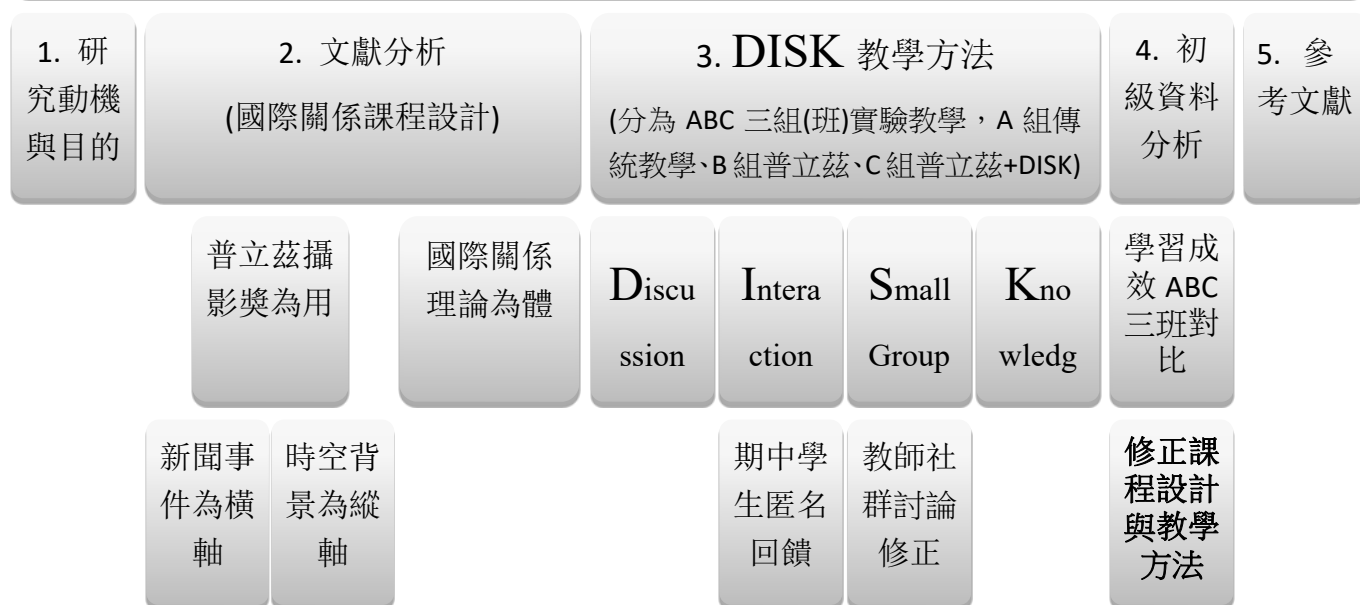 1. 研
究動機
與目的
2. 文獻分析
(國際關係課程設計)
3. DISK 教學方法
(分為 ABC 三組(班)實驗教學，A 組傳
統教學、B 組普立茲、C 組普立茲+DISK)
4. 初
級資料
分析
5. 參
考文獻
普立茲攝
影獎為用
國際關係
理論為體
Discu
ssion
Intera
ction
Small
Group
Kno
wledg
學習成
效 ABC
三班對
比
新聞事
件為橫
軸
時空背
景為縱
軸
期中學
生匿名
回饋
教師社
群討論
修正
修正課
程設計
與教學
方法